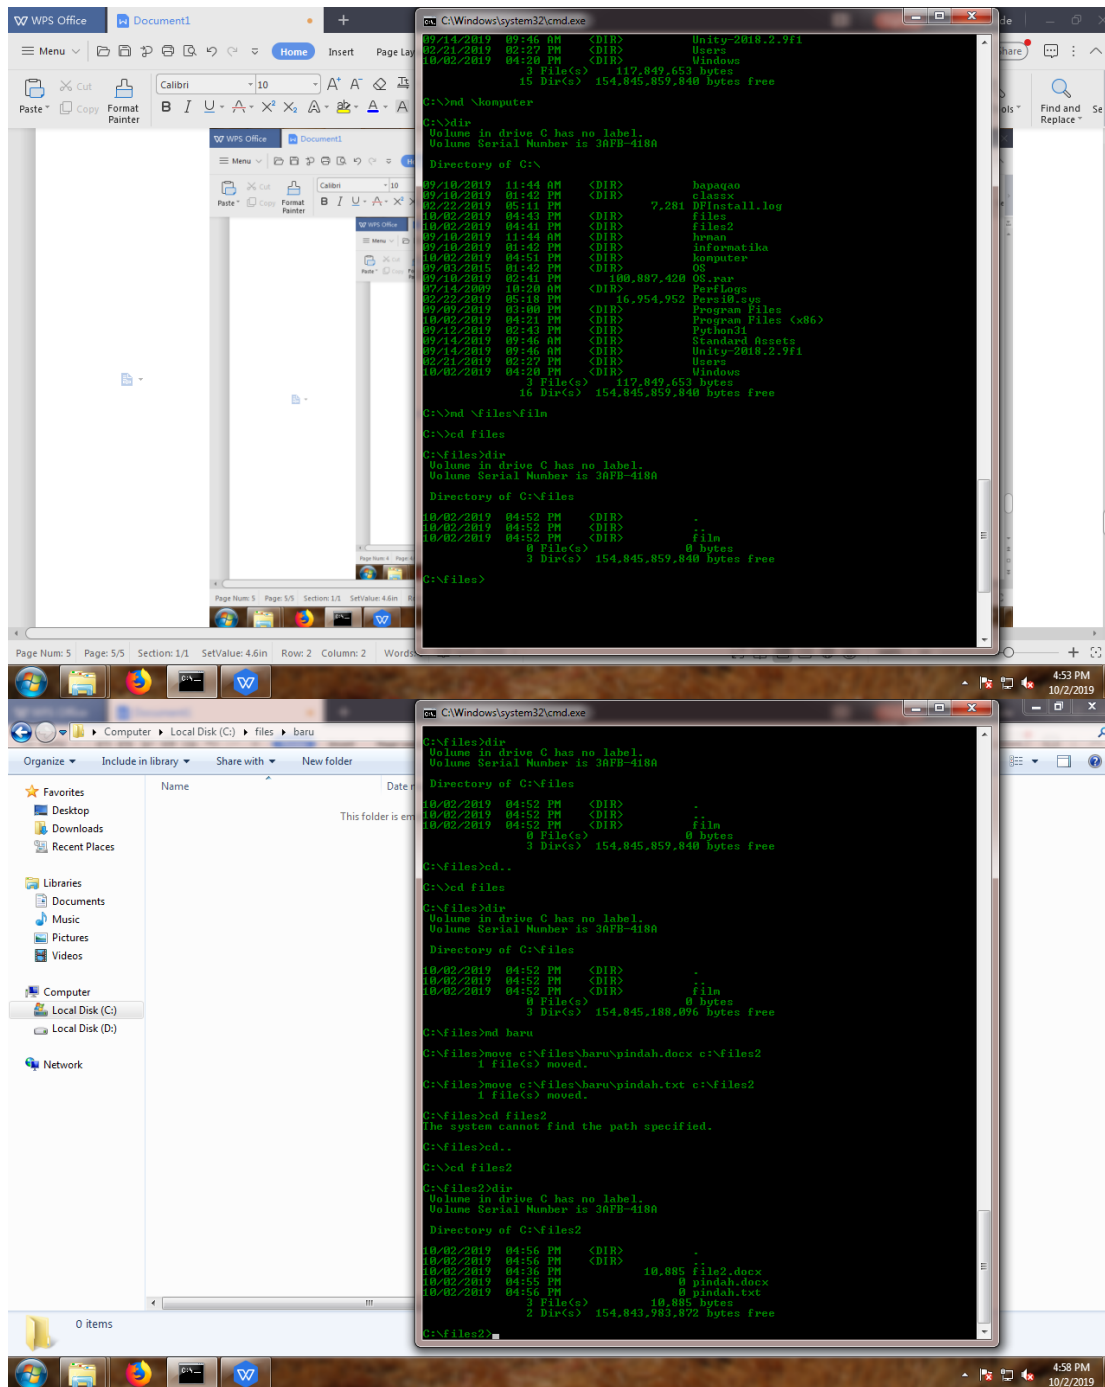 WPS Office
Document1
Menu
Home
Insert
Page Lay
Paste
Cut
Copy
Format
Painter
Calibri
10
Find and
Replace
WPS Office
Document1
Menu
Paste
Cut
Copy
Format
Painter
Calibri
10
Page Num: 5 Page: 5/5 Section: 1/1 SetValue: 4.6in
Page Num: 5 Page: 5/5 Section: 1/1 SetValue: 4.6in Row: 2 Column: 2 Words
C:\Windows\system32\cmd.exe
09/14/2019 09:46 AM <DIR> Unity-2018.2.9f1
02/21/2019 02:27 PM <DIR> Users
10/02/2019 04:20 PM <DIR> Windows
3 File(s) 117,849,653 bytes
15 Dir(s) 154,845,859,840 bytes free
C:\>md \komputer
C:\>dir
Volume in drive C has no label.
Volume Serial Number is 3AFB-418A
Directory of C:\
09/10/2019 11:44 AM <DIR> bapaqao
09/10/2019 01:42 PM <DIR> classx
02/22/2019 05:11 PM 7,281 DFInstall.log
10/02/2019 04:43 PM <DIR> files
10/02/2019 04:41 PM <DIR> files2
09/10/2019 11:44 AM <DIR> hrman
09/10/2019 01:42 PM <DIR> informatika
10/02/2019 04:51 PM <DIR> komputer
09/03/2015 01:42 PM <DIR> OS
09/10/2019 02:41 PM 100,887,420 OS.rar
07/14/2009 10:20 AM <DIR> PerfLogs
02/22/2019 05:18 PM 16,954,952 Persi0.sys
09/09/2019 03:00 PM <DIR> Program Files
10/02/2019 04:21 PM <DIR> Program Files (x86)
09/12/2019 02:43 PM <DIR> Python31
09/14/2019 09:46 AM <DIR> Standard Assets
09/14/2019 09:46 AM <DIR> Unity-2018.2.9f1
02/21/2019 02:27 PM <DIR> Users
10/02/2019 04:20 PM <DIR> Windows
3 File(s) 117,849,653 bytes
16 Dir(s) 154,845,859,840 bytes free
C:\>md \files\film
C:\>cd files
C:\files>dir
Volume in drive C has no label.
Volume Serial Number is 3AFB-418A
Directory of C:\files
10/02/2019 04:52 PM <DIR> .
10/02/2019 04:52 PM <DIR> ..
10/02/2019 04:52 PM <DIR> film
0 File(s) 0 bytes
3 Dir(s) 154,845,859,840 bytes free
C:\files>
4:53 PM
10/2/2019
Computer Local Disk (C:) files baru
Organize Include in library Share with New folder
Name
This folder is em
Favorites
Desktop
Downloads
Recent Places
Libraries
Documents
Music
Pictures
Videos
Computer
Local Disk (C:)
Local Disk (D:)
Network
0 items
C:\Windows\system32\cmd.exe
C:\files>dir
Volume in drive C has no label.
Volume Serial Number is 3AFB-418A
Directory of C:\files
10/02/2019 04:52 PM <DIR> .
10/02/2019 04:52 PM <DIR> ..
10/02/2019 04:52 PM <DIR> film
0 File(s) 0 bytes
3 Dir(s) 154,845,859,840 bytes free
C:\files>cd..
C:\>cd files
C:\files>dir
Volume in drive C has no label.
Volume Serial Number is 3AFB-418A
Directory of C:\files
10/02/2019 04:52 PM <DIR> .
10/02/2019 04:52 PM <DIR> ..
10/02/2019 04:52 PM <DIR> film
0 File(s) 0 bytes
3 Dir(s) 154,845,188,096 bytes free
C:\files>md baru
C:\files>move c:\files\baru\pindah.docx c:\files2
1 file(s) moved.
C:\files>move c:\files\baru\pindah.txt c:\files2
1 file(s) moved.
C:\files>cd files2
The system cannot find the path specified.
C:\files>cd..
C:\>cd files2
C:\files2>dir
Volume in drive C has no label.
Volume Serial Number is 3AFB-418A
Directory of C:\files2
10/02/2019 04:56 PM <DIR> .
10/02/2019 04:56 PM <DIR> ..
10/02/2019 04:36 PM 10,885 file2.docx
10/02/2019 04:55 PM 0 pindah.docx
10/02/2019 04:56 PM 0 pindah.txt
3 File(s) 10,885 bytes
2 Dir(s) 154,843,983,872 bytes free
C:\files2>
4:58 PM
10/2/2019